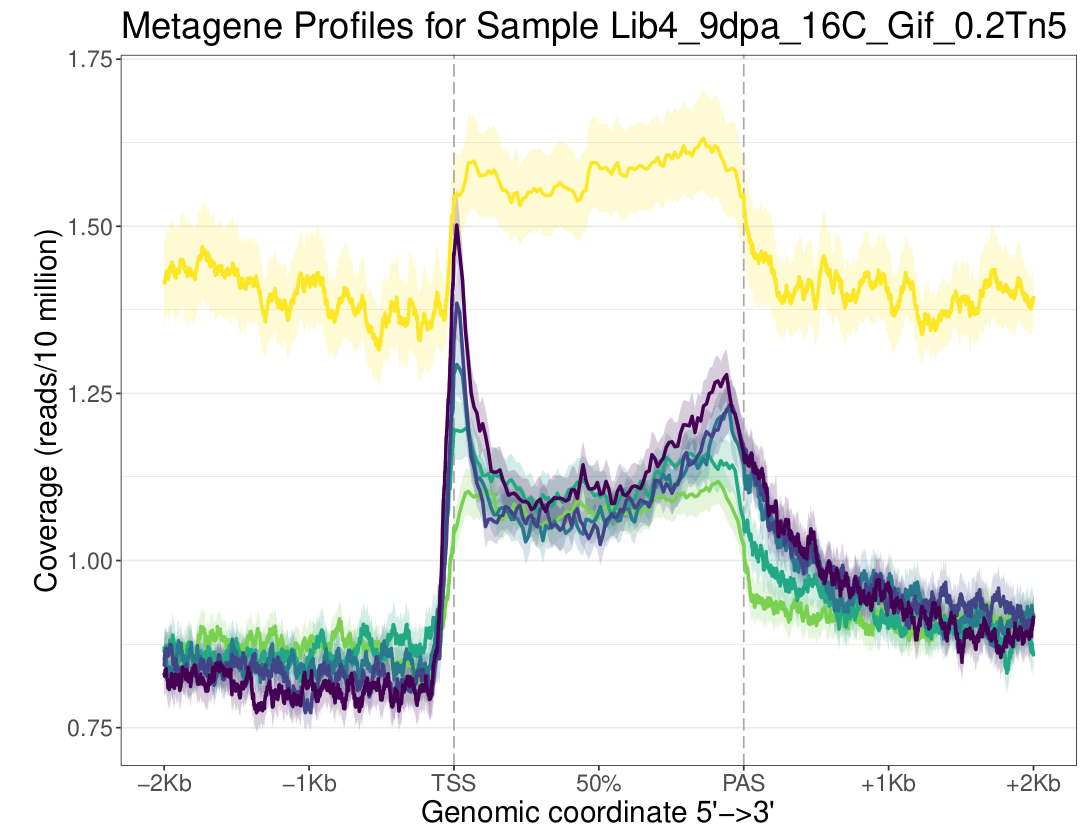 Metagene Profiles for Sample Lib4_9dpa_16C_Gif_0.2Tn5
Coverage (reads/10 million)
1.75
1.50
1.25
1.00
0.75
−2Kb −1Kb TSS 50% PAS +1Kb +2Kb
Genomic coordinate 5'−>3'